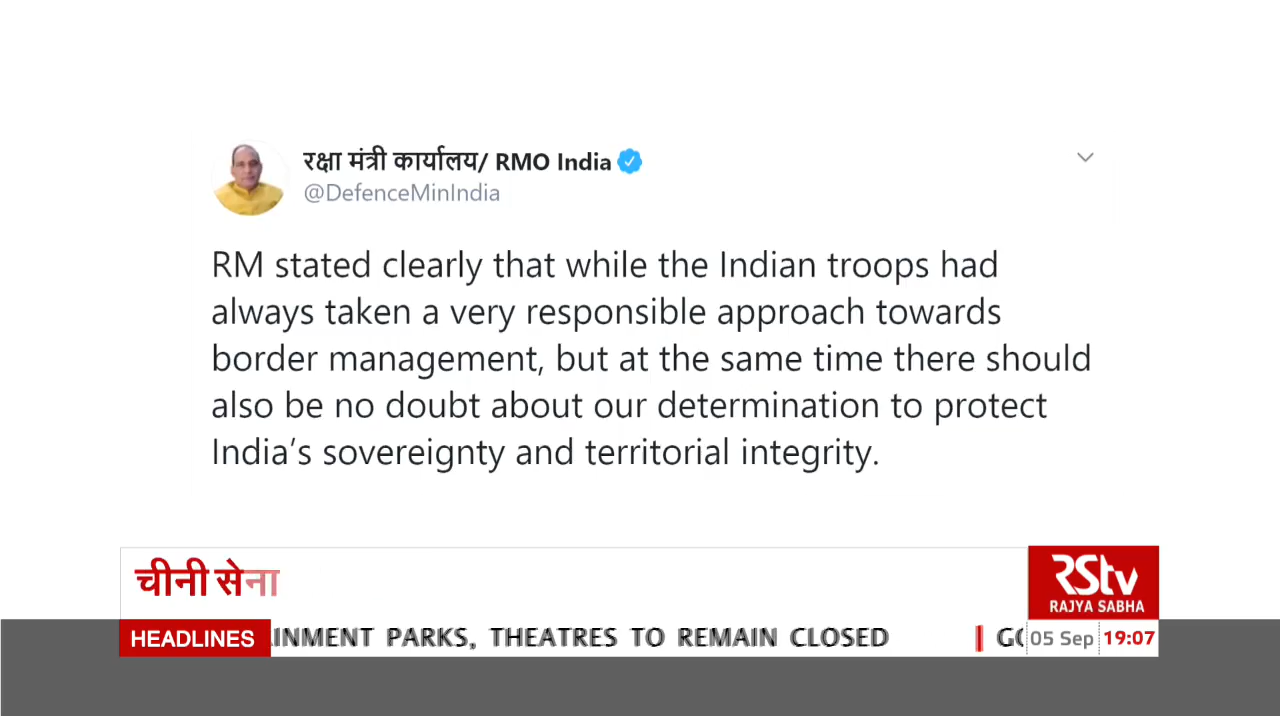 रक्षा मंत्री कार्यालय/ RMO India
@DefenceMinIndia
RM stated clearly that while the Indian troops had
always taken a very responsible approach towards
border management, but at the same time there should
also be no doubt about our determination to protect
India’s sovereignty and territorial integrity.
चीनी सेना
RStv
RAJYA SABHA
HEADLINES
INMENT PARKS, THEATRES TO REMAIN CLOSED
05 Sep 19:07